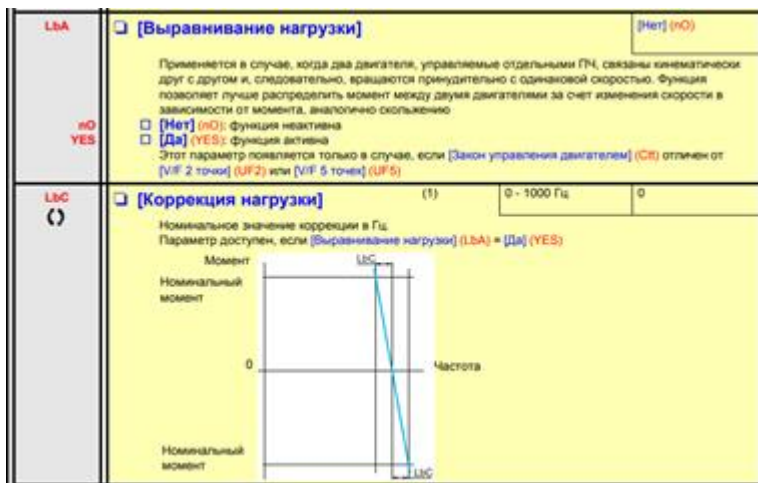 LbA
❑ [Выравнивание нагрузки]
[Нет] (nO)
Применяется в случае, когда два двигателя, управляемые отдельными ПЧ, связаны кинематически
друг с другом и, следовательно, вращаются принудительно с одинаковой скоростью. Функция
позволяет лучше распределить момент между двумя двигателями за счет изменения скорости в
зависимости от момента, аналогично скольжению
nO
□ [Нет] (nO): функция неактивна
YES
□ [Да] (YES): функция активна
Этот параметр появляется только в случае, если [Закон управления двигателем] (Ctt) отличен от
[V/F 2 точки] (UF2) или [V/F 5 точек] (UF5)
LbC
()
❑ [Коррекция нагрузки]
(1)
0 - 1000 Гц
0
Номинальное значение коррекции в Гц.
Параметр доступен, если [Выравнивание нагрузки] (LbA) = [Да] (YES)
Момент
LbC
Номинальный
момент
0
Частота
Номинальный
момент
LbC